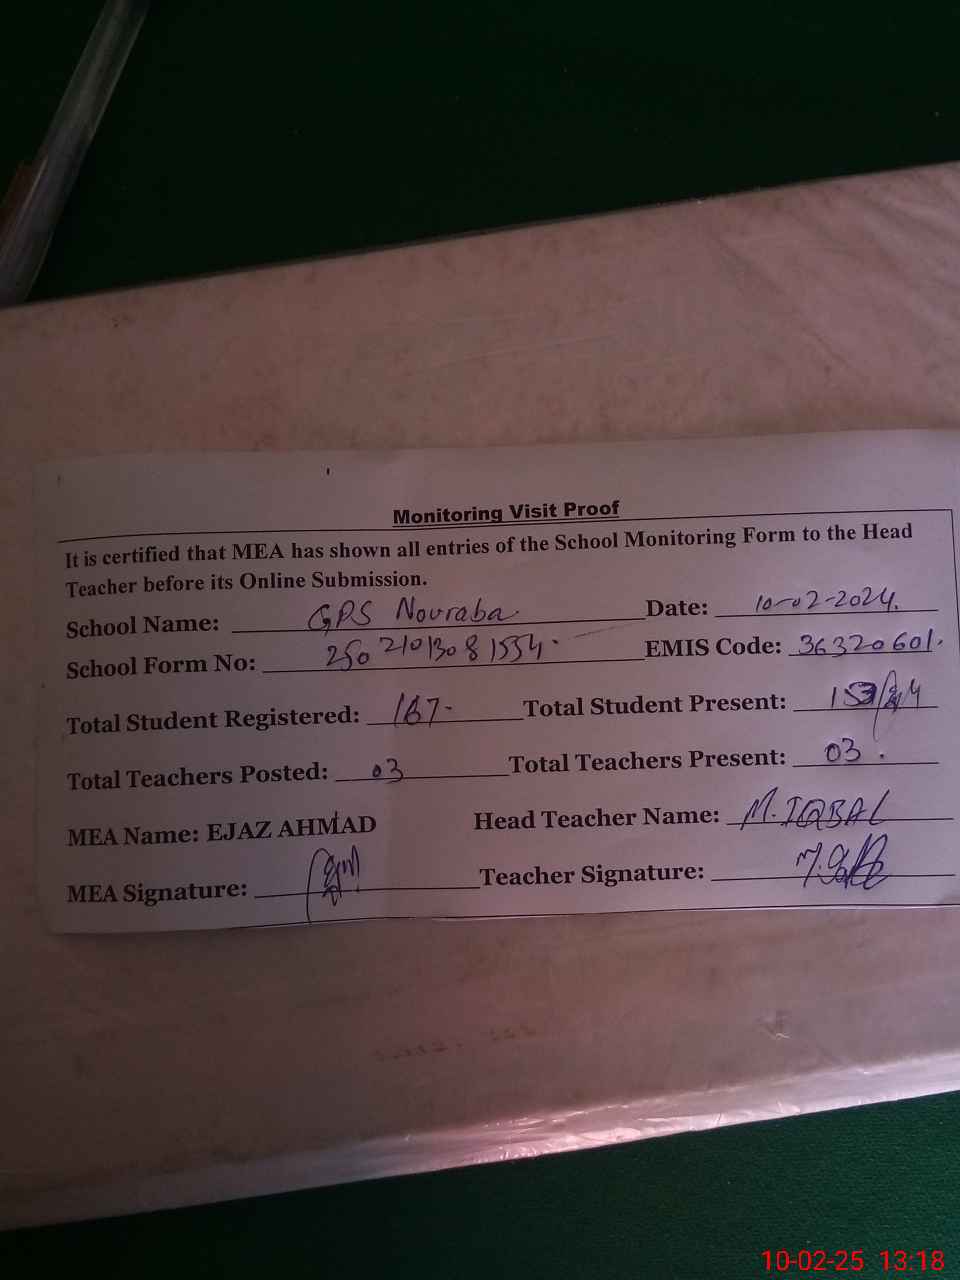 Monitoring Visit Proof
It is certified that MEA has shown all entries of the School Monitoring Form to the Head
Teacher before its Online Submission.
School Name: GPS Nouraba Date: 10-02-2024.
School Form No: 25021013081554. EMIS Code: 36320601.
Total Student Registered: 167- Total Student Present:
Total Teachers Posted: 03 Total Teachers Present: 03.
MEA Name: EJAZ AHMAD Head Teacher Name: M. IQBAL
MEA Signature: Teacher Signature:
10-02-25 13:18